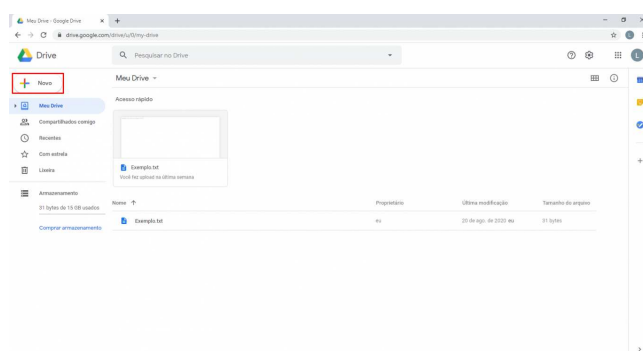 Meu Drive - Google Drive
drive.google.com/drive/u/0/my-drive
Drive
Pesquisar no Drive
Novo
Meu Drive
Meu Drive
Compartilhados comigo
Recentes
Com estrela
Lixeira
Armazenamento
31 bytes de 15 GB usados
Comprar armazenamento
Acesso rápido
Exemplo.txt
Você fez upload na última semana
Nome
Proprietário
Última modificação
Tamanho do arquivo
Exemplo.txt
eu
20 de ago. de 2020 eu
31 bytes
L
L